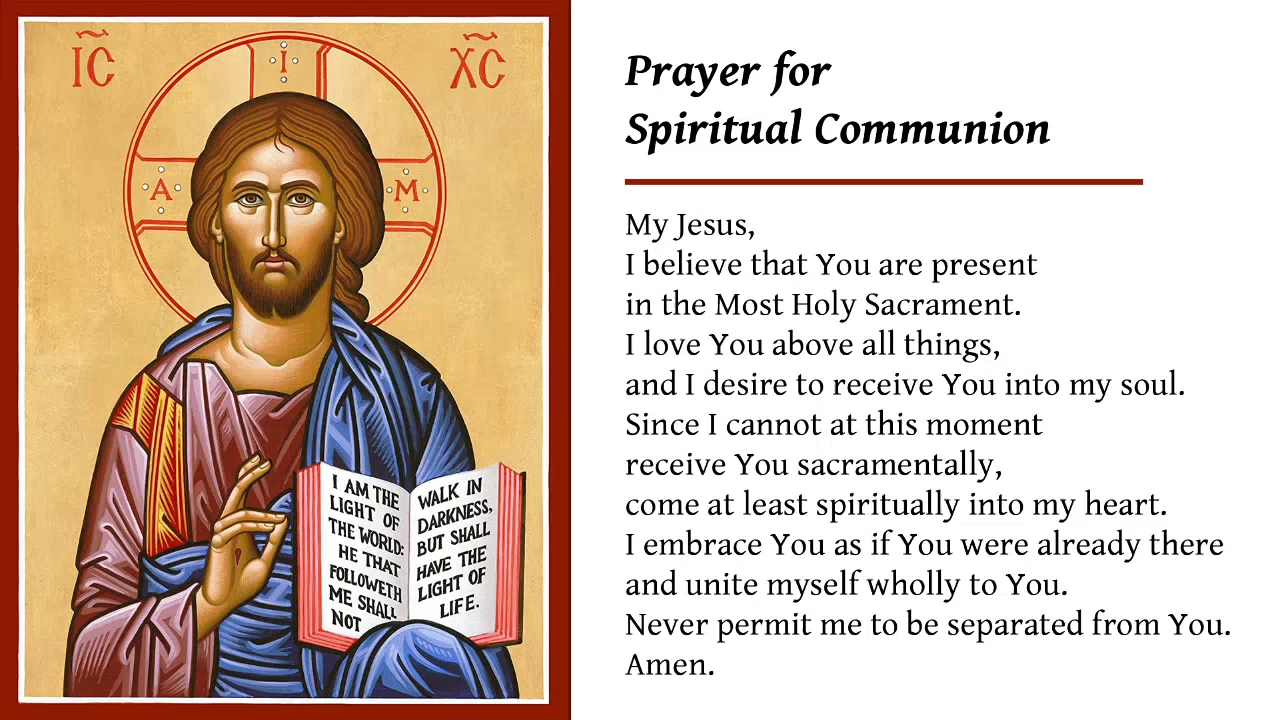 IC XC
I
A M
I AM THE
LIGHT OF
THE WORLD:
HE THAT
FOLLOWETH
ME SHALL
NOT
WALK IN
DARKNESS,
BUT SHALL
HAVE THE
LIGHT OF
LIFE.
Prayer for
Spiritual Communion
My Jesus,
I believe that You are present
in the Most Holy Sacrament.
I love You above all things,
and I desire to receive You into my soul.
Since I cannot at this moment
receive You sacramentally,
come at least spiritually into my heart.
I embrace You as if You were already there
and unite myself wholly to You.
Never permit me to be separated from You.
Amen.